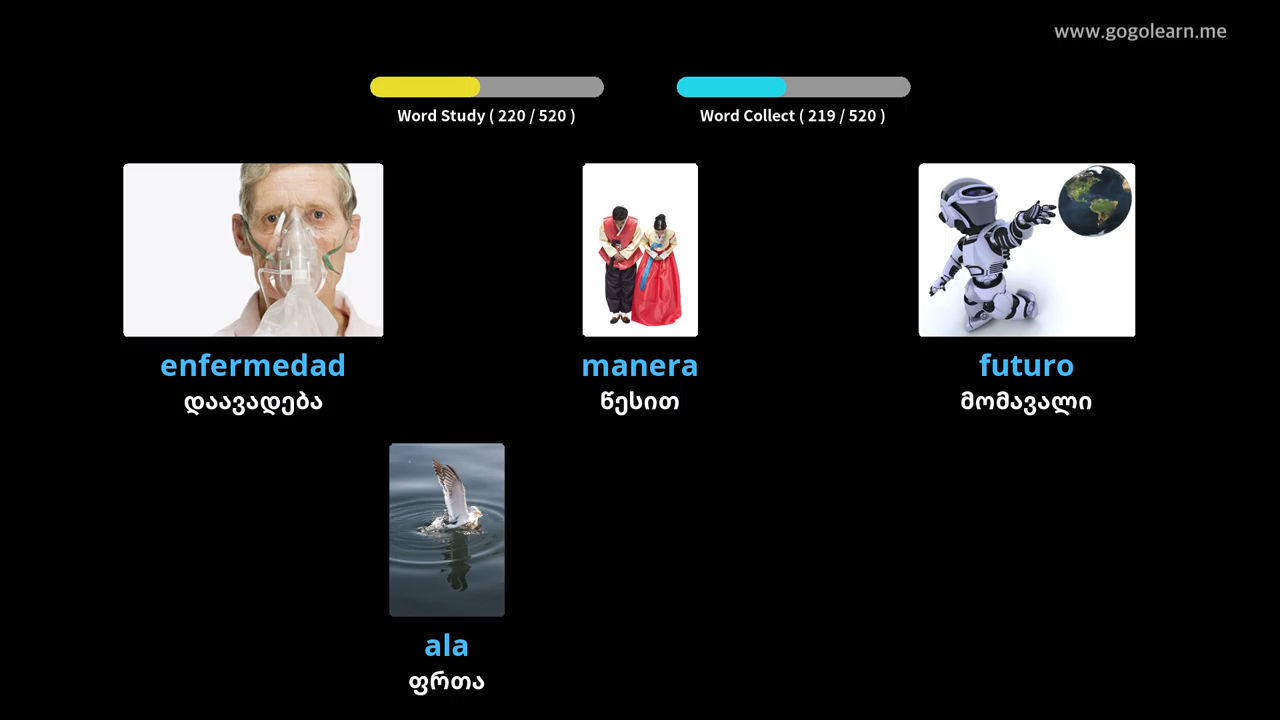 www.gogolearn.me
Word Study ( 220 / 520 )
Word Collect ( 219 / 520 )
enfermedad
დაავადება
manera
წესით
futuro
მომავალი
ala
ფრთა